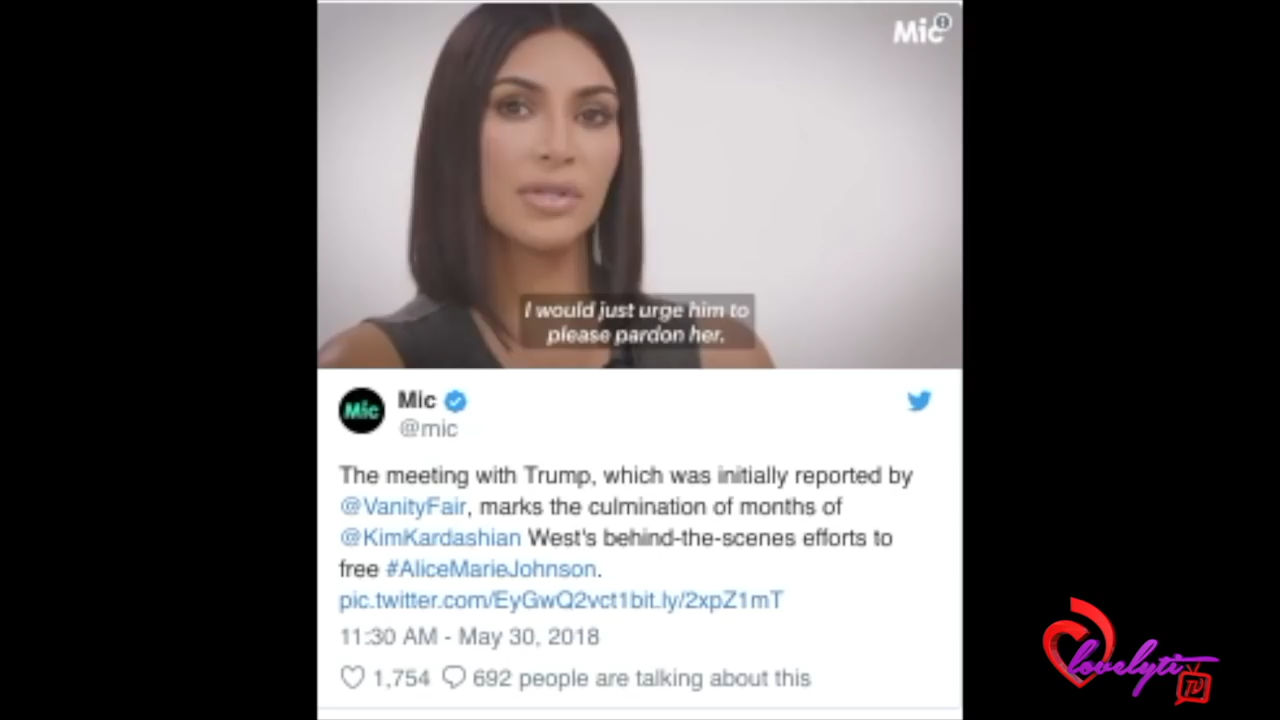 Mic
I would just urge him to
please pardon her.
Mic
Mic
@mic
The meeting with Trump, which was initially reported by
@VanityFair, marks the culmination of months of
@KimKardashian West's behind-the-scenes efforts to
free #AliceMarieJohnson.
pic.twitter.com/EyGwQ2vct1bit.ly/2xpZ1mT
11:30 AM - May 30, 2018
1,754 692 people are talking about this
lovelyti
TV